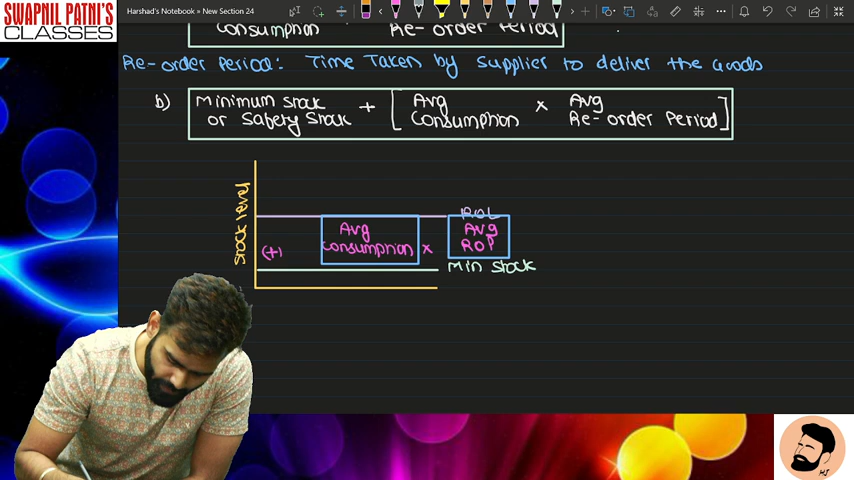 SWAPNIL PATNI'S
CLASSES
Harshad's Notebook » New Section 24
Consumption Re-order Period
Re-order Period: Time Taken by supplier to deliver the Goods
b) Minimum stock + [ Avg × Avg
or Safety Stock Consumption Re-order Period ]
Stock level
ROL
Avg Avg
(+) Consumption × ROP
Min stock
HJ